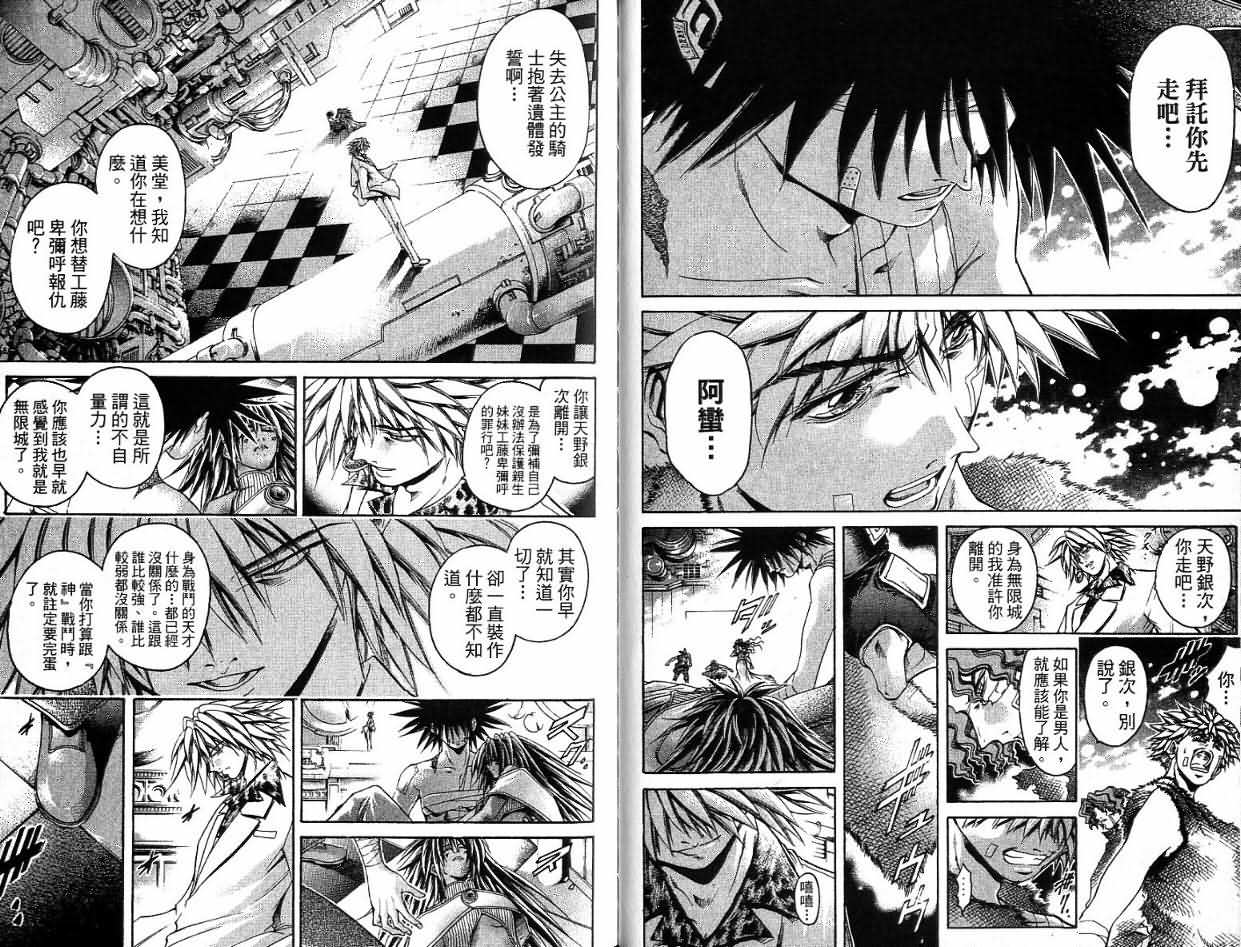 拜託你先
走吧…
阿蠻…
天野銀次，
你走吧…
身為無限城
的我准許你
離開。
你…
銀次，別
說了。
如果你是男人，
就應該能了解
…
嘻嘻…
失去公主的騎
士抱著遺體發
誓啊…
美堂，我知
道你在想什
麼。
你想替工藤
卑彌呼報仇
吧？
你讓天野銀
次離開…
是為了彌補自己
沒辦法保護親生
妹妹工藤卑彌呼
的罪行吧？
這就是所
謂的不自
量力…
你應該也早就
感覺到我就是
無限城了。
其實你早
就知道一
切了…
卻一直裝作
什麼都不知
道。
身為戰鬥的天才
什麼的…都已經
沒關係了。這跟
誰比較強、誰比
較弱都沒關係。
當你打算跟『
神』戰鬥時，
就註定要完蛋
了。